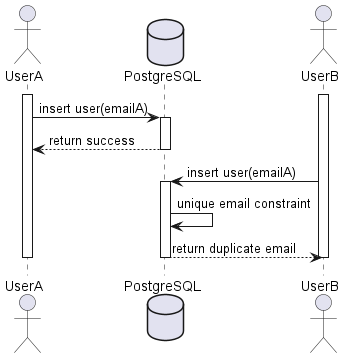 UserA
PostgreSQL
UserB
insert user(emailA)
return success
insert user(emailA)
unique email constraint
return duplicate email
UserA
PostgreSQL
UserB